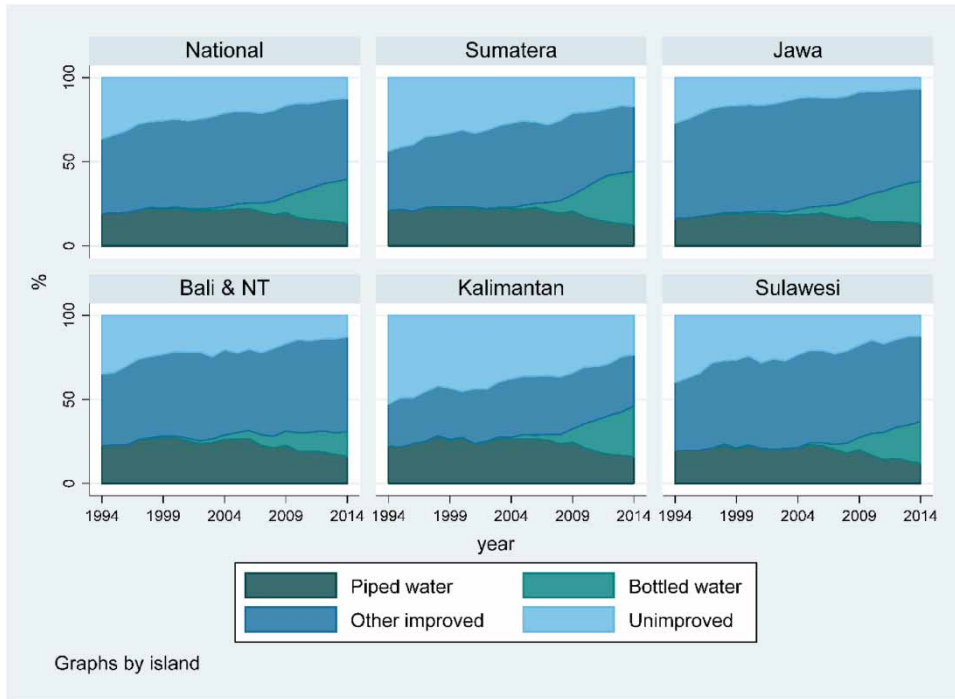 National
Sumatera
Jawa
100
50
0
%
Bali & NT
Kalimantan
Sulawesi
100
50
0
1994 1999 2004 2009 2014 1994 1999 2004 2009 2014 1994 1999 2004 2009 2014
year
Piped water
Bottled water
Other improved
Unimproved
Graphs by island